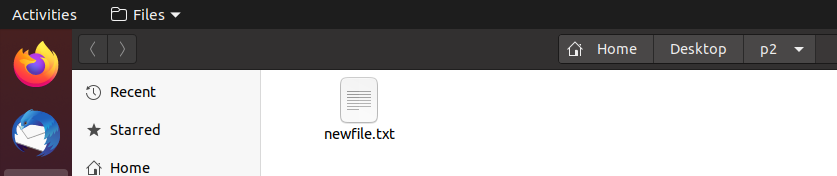 Activities Files
Home Desktop p2
Recent
Starred
Home
newfile.txt